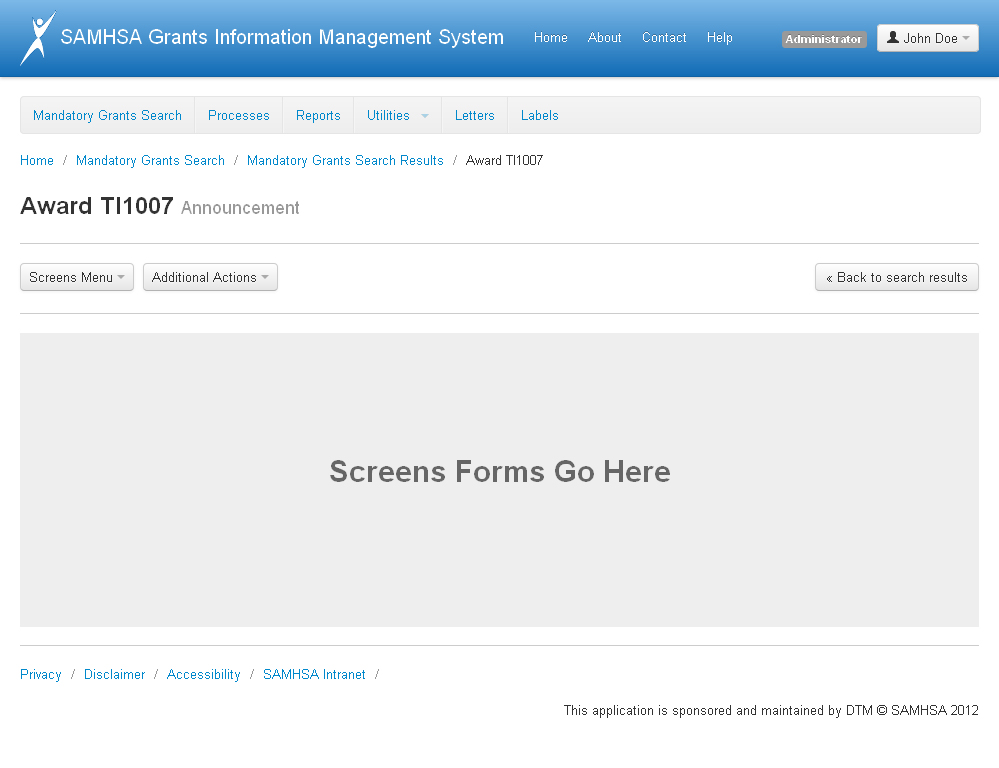 SAMHSA Grants Information Management System Home About Contact Help Administrator John Doe
Mandatory Grants Search Processes Reports Utilities Letters Labels
Home / Mandatory Grants Search / Mandatory Grants Search Results / Award TI1007
Award TI1007 Announcement
Screens Menu Additional Actions « Back to search results
Screens Forms Go Here
Privacy / Disclaimer / Accessibility / SAMHSA Intranet /
This application is sponsored and maintained by DTM © SAMHSA 2012